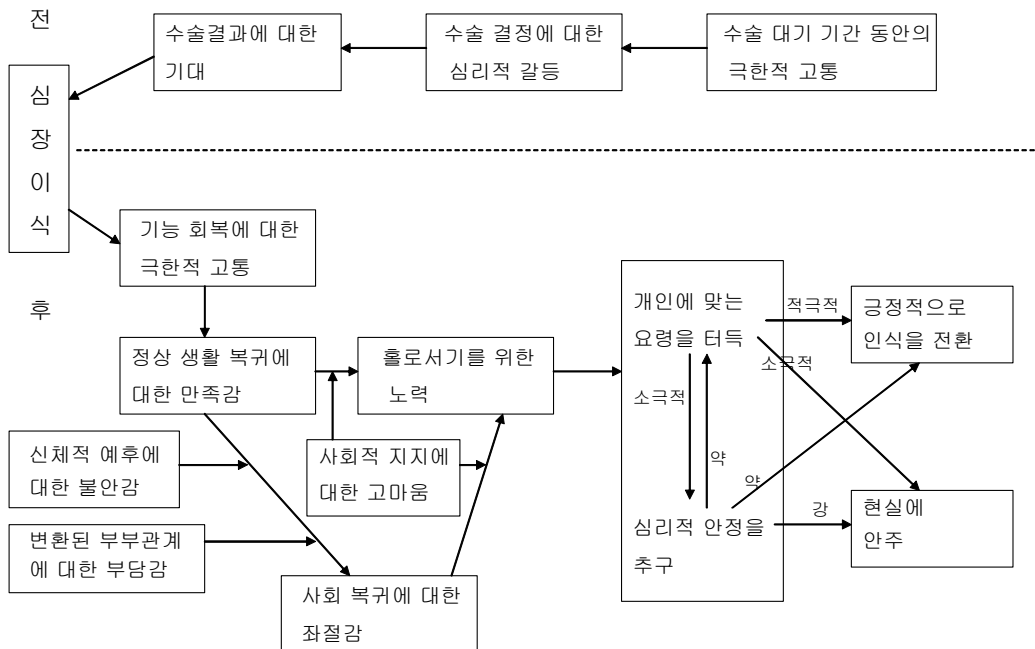 전
수술결과에 대한
기대
수술 결정에 대한
심리적 갈등
수술 대기 기간 동안의
극한적 고통
심
장
이
식
기능 회복에 대한
극한적 고통
후
정상 생활 복귀에
대한 만족감
홀로서기를 위한
노력
개인에 맞는
요령을 터득
적극적
긍정적으로
인식을 전환
소극적
소극적
신체적 예후에
대한 불안감
사회적 지지에
대한 고마움
약
약
변환된 부부관계
에 대한 부담감
심리적 안정을
추구
강
현실에
안주
사회 복귀에 대한
좌절감